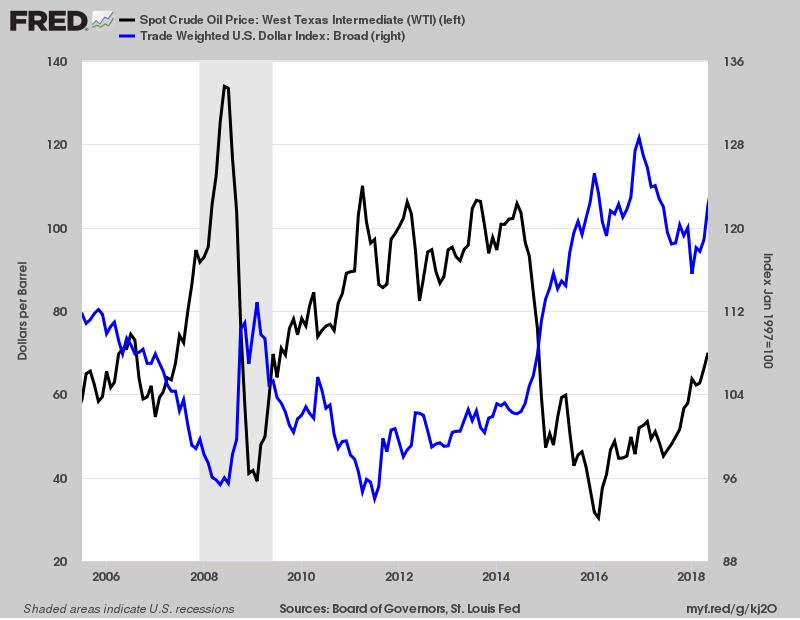 FRED
Spot Crude Oil Price: West Texas Intermediate (WTI) (left)
Trade Weighted U.S. Dollar Index: Broad (right)
140
120
100
80
60
40
20
Dollars per Barrel
136
128
120
112
104
96
88
Index Jan 1997=100
2006 2008 2010 2012 2014 2016 2018
Shaded areas indicate U.S. recessions Sources: Board of Governors, St. Louis Fed myf.red/g/kj2O